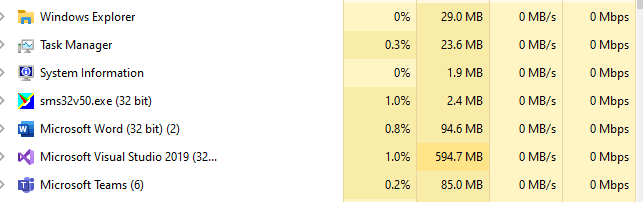 Windows Explorer 0% 29.0 MB 0 MB/s 0 Mbps
Task Manager 0.3% 23.6 MB 0 MB/s 0 Mbps
System Information 0% 1.9 MB 0 MB/s 0 Mbps
sms32v50.exe (32 bit) 1.0% 2.4 MB 0 MB/s 0 Mbps
Microsoft Word (32 bit) (2) 0.8% 94.6 MB 0 MB/s 0 Mbps
Microsoft Visual Studio 2019 (32... 1.0% 594.7 MB 0 MB/s 0 Mbps
Microsoft Teams (6) 0.2% 85.0 MB 0 MB/s 0 Mbps